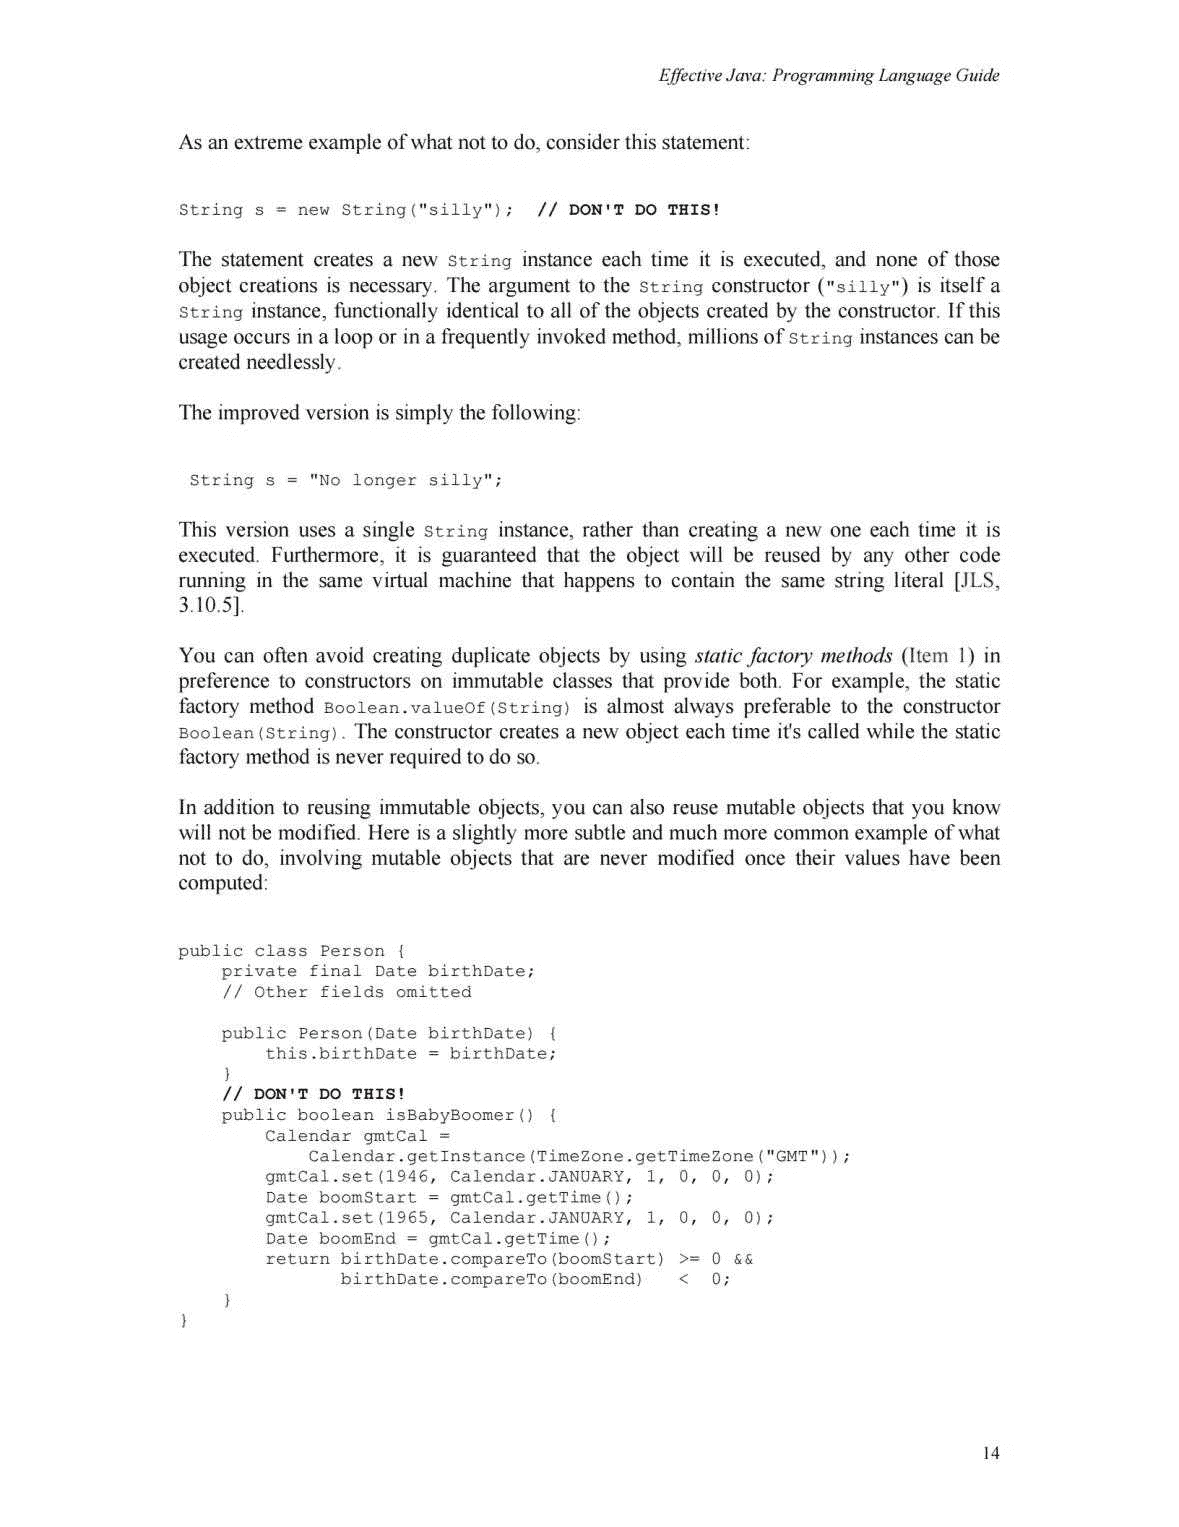 Effective Java: Programming Language Guide
As an extreme example of what not to do, consider this statement:
String s = new String("silly");  // DON'T DO THIS!
The statement creates a new String instance each time it is executed, and none of those
object creations is necessary. The argument to the String constructor ("silly") is itself a
String instance, functionally identical to all of the objects created by the constructor. If this
usage occurs in a loop or in a frequently invoked method, millions of String instances can be
created needlessly.
The improved version is simply the following:
String s = "No longer silly";
This version uses a single String instance, rather than creating a new one each time it is
executed. Furthermore, it is guaranteed that the object will be reused by any other code
running in the same virtual machine that happens to contain the same string literal [JLS,
3.10.5].
You can often avoid creating duplicate objects by using static factory methods (Item 1) in
preference to constructors on immutable classes that provide both. For example, the static
factory method Boolean.valueOf(String) is almost always preferable to the constructor
Boolean(String). The constructor creates a new object each time it's called while the static
factory method is never required to do so.
In addition to reusing immutable objects, you can also reuse mutable objects that you know
will not be modified. Here is a slightly more subtle and much more common example of what
not to do, involving mutable objects that are never modified once their values have been
computed:
public class Person {
    private final Date birthDate;
    // Other fields omitted
    public Person(Date birthDate) {
        this.birthDate = birthDate;
    }
    // DON'T DO THIS!
    public boolean isBabyBoomer() {
        Calendar gmtCal =
            Calendar.getInstance(TimeZone.getTimeZone("GMT"));
        gmtCal.set(1946, Calendar.JANUARY, 1, 0, 0, 0);
        Date boomStart = gmtCal.getTime();
        gmtCal.set(1965, Calendar.JANUARY, 1, 0, 0, 0);
        Date boomEnd = gmtCal.getTime();
        return birthDate.compareTo(boomStart) >= 0 &&
               birthDate.compareTo(boomEnd)   <  0;
    }
}
14